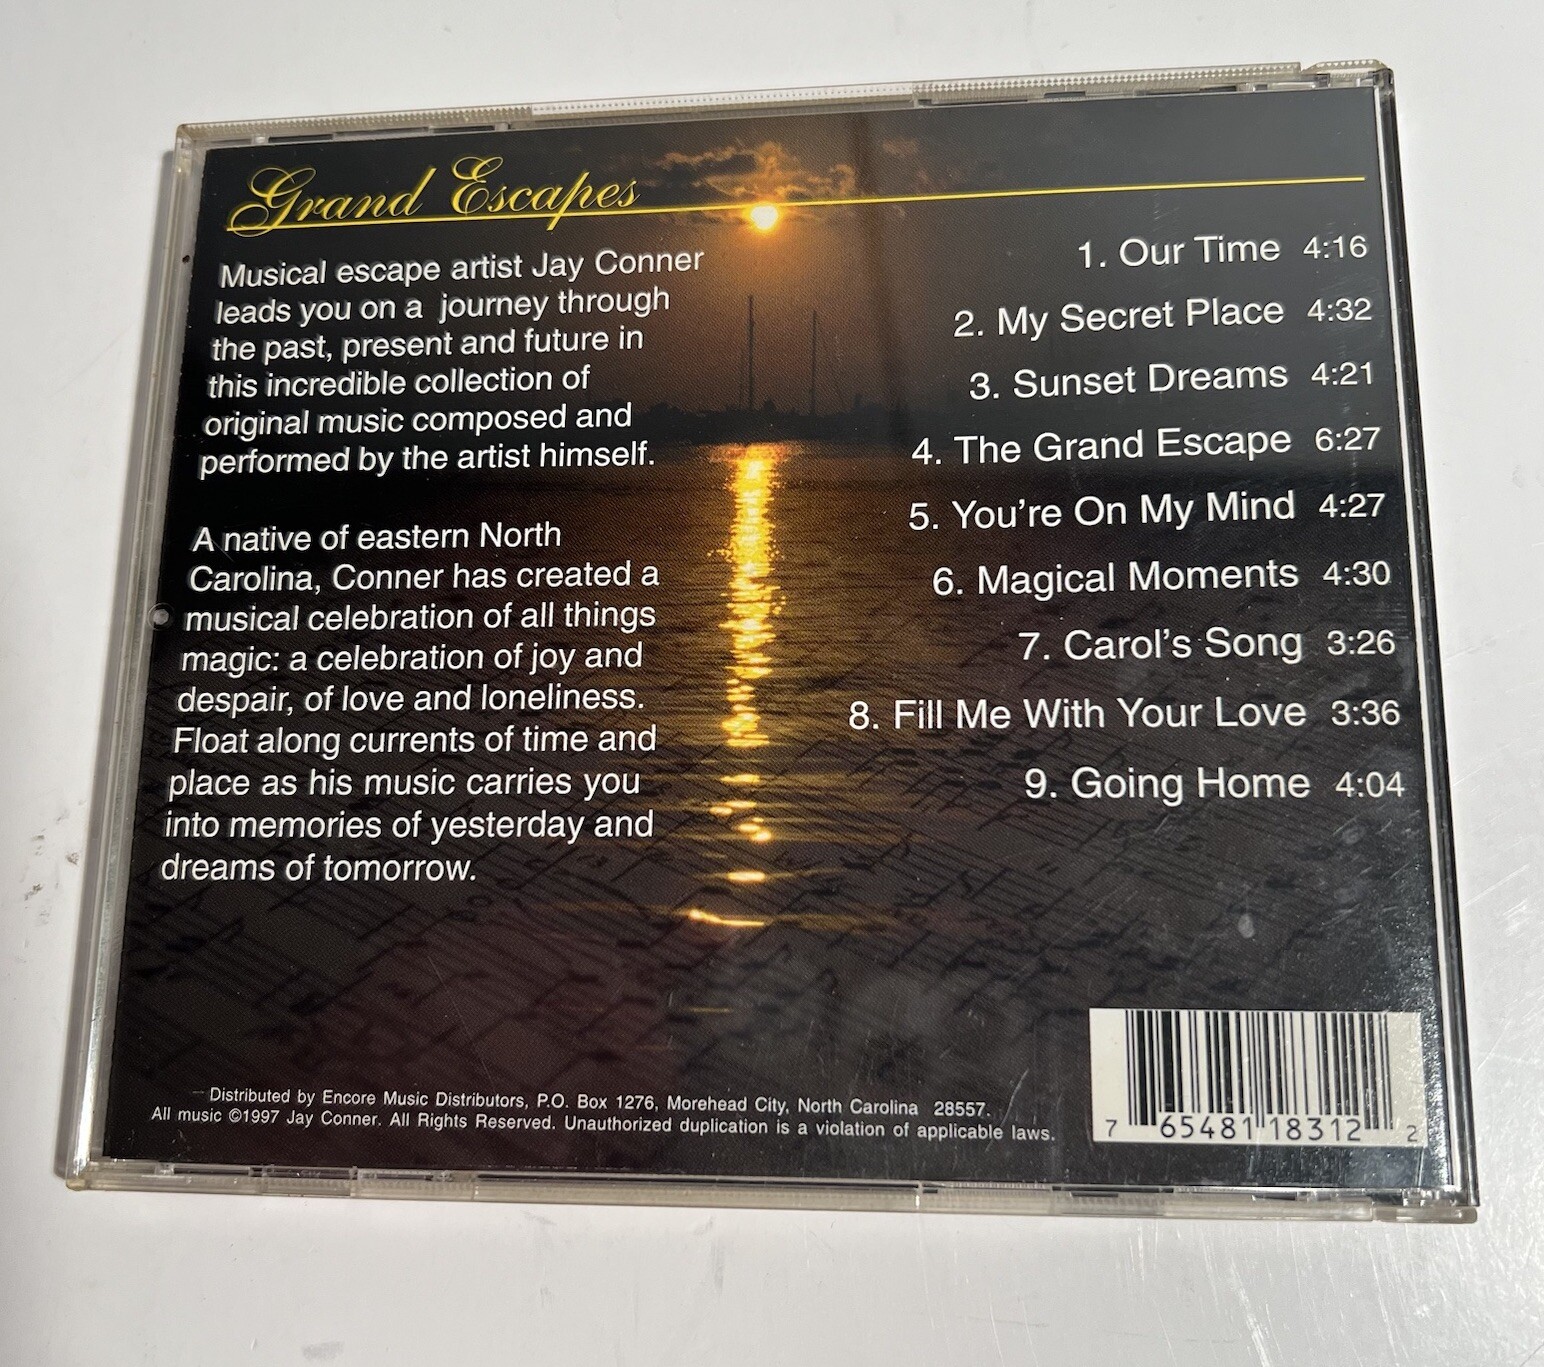 Grand Escapes
Musical escape artist Jay Conner
leads you on a journey through
the past, present and future in
this incredible collection of
original music composed and
performed by the artist himself.
A native of eastern North
Carolina, Conner has created a
musical celebration of all things
magic: a celebration of joy and
despair, of love and loneliness.
Float along currents of time and
place as his music carries you
into memories of yesterday and
dreams of tomorrow.
1. Our Time 4:16
2. My Secret Place 4:32
3. Sunset Dreams 4:21
4. The Grand Escape 6:27
5. You're On My Mind 4:27
6. Magical Moments 4:30
7. Carol's Song 3:26
8. Fill Me With Your Love 3:36
9. Going Home 4:04
Distributed by Encore Music Distributors, P.O. Box 1276, Morehead City, North Carolina 28557.
All music ©1997 Jay Conner. All Rights Reserved. Unauthorized duplication is a violation of applicable laws.
7 65481 18312 2